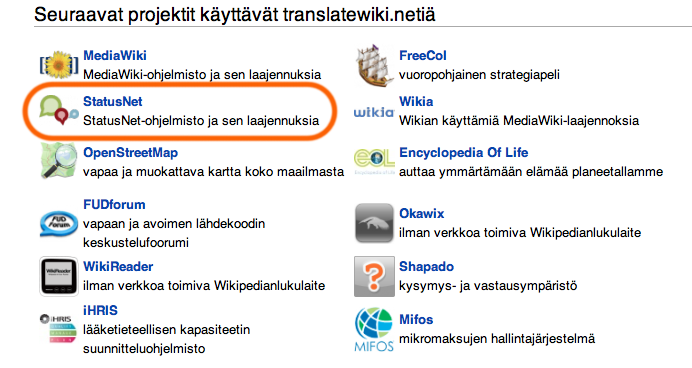 Seuraavat projektit käyttävät translatewiki.netiä
MediaWiki
MediaWiki-ohjelmisto ja sen laajennuksia
StatusNet
StatusNet-ohjelmisto ja sen laajennuksia
OpenStreetMap
vapaa ja muokattava kartta koko maailmasta
FUD
Forum
FUDforum
vapaan ja avoimen lähdekoodin
keskustelufoorumi
WikiReader
WikiReader
ilman verkkoa toimiva Wikipedianlukulaite
iHRIS
iHRIS
lääketieteellisen kapasiteetin
suunnitteluohjelmisto
FreeCol
vuoropohjainen strategiapeli
wikia
Wikia
Wikian käyttämiä MediaWiki-laajennoksia
eOL
Encyclopedia of Life
Encyclopedia Of Life
auttaa ymmärtämään elämää planeetallamme
Okawix
ilman verkkoa toimiva Wikipedianlukulaite
?
Shapado
kysymys- ja vastausympäristö
MIFOS
Mifos
mikromaksujen hallintajärjestelmä